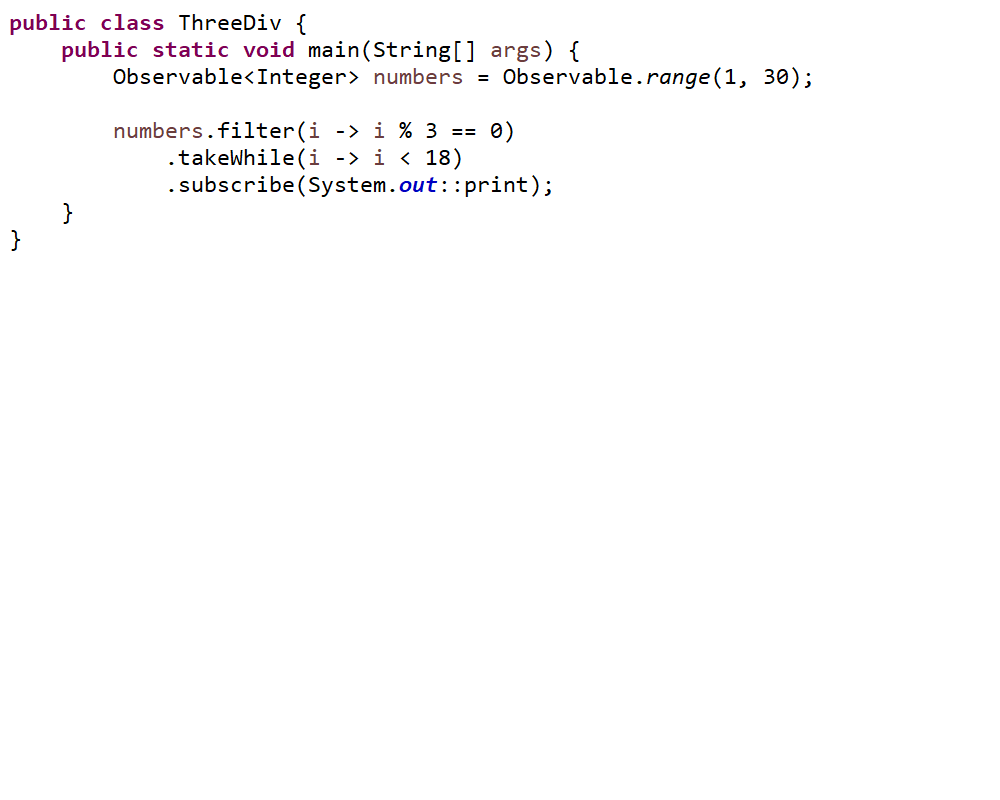 public class ThreeDiv {
    public static void main(String[] args) {
        Observable<Integer> numbers = Observable.range(1, 30);
        numbers.filter(i -> i % 3 == 0)
            .takeWhile(i -> i < 18)
            .subscribe(System.out::print);
    }
}